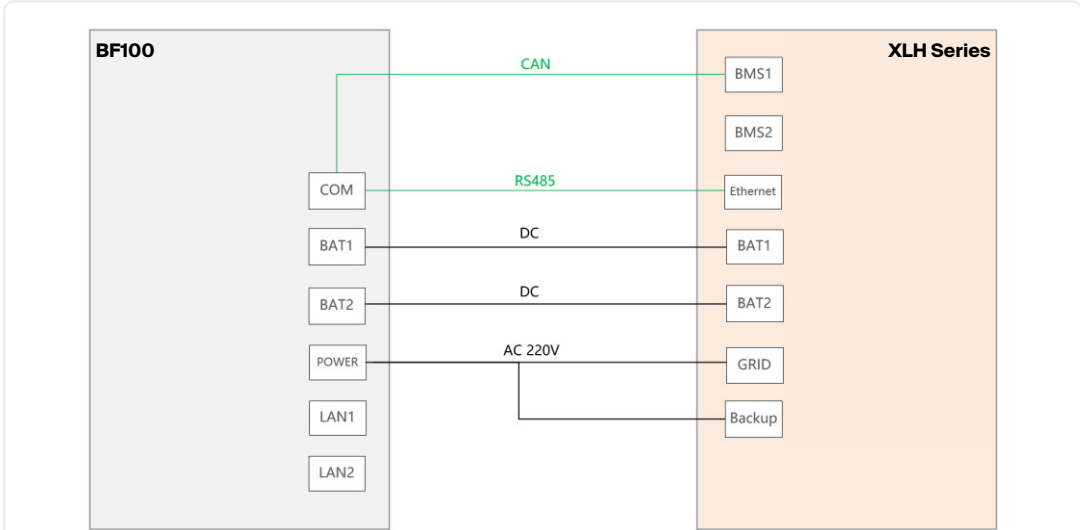 BF100
XLH Series
CAN
BMS1
BMS2
COM
RS485
Ethernet
BAT1
DC
BAT1
BAT2
DC
BAT2
POWER
AC 220V
GRID
LAN1
Backup
LAN2